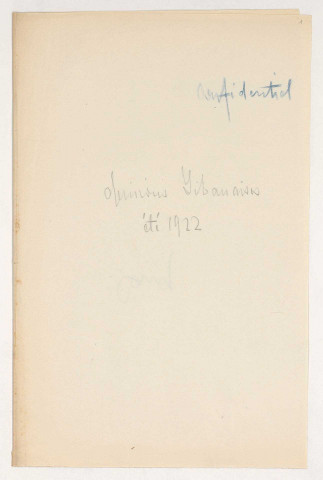 confidentiel
opinions Libanaises
été 1922